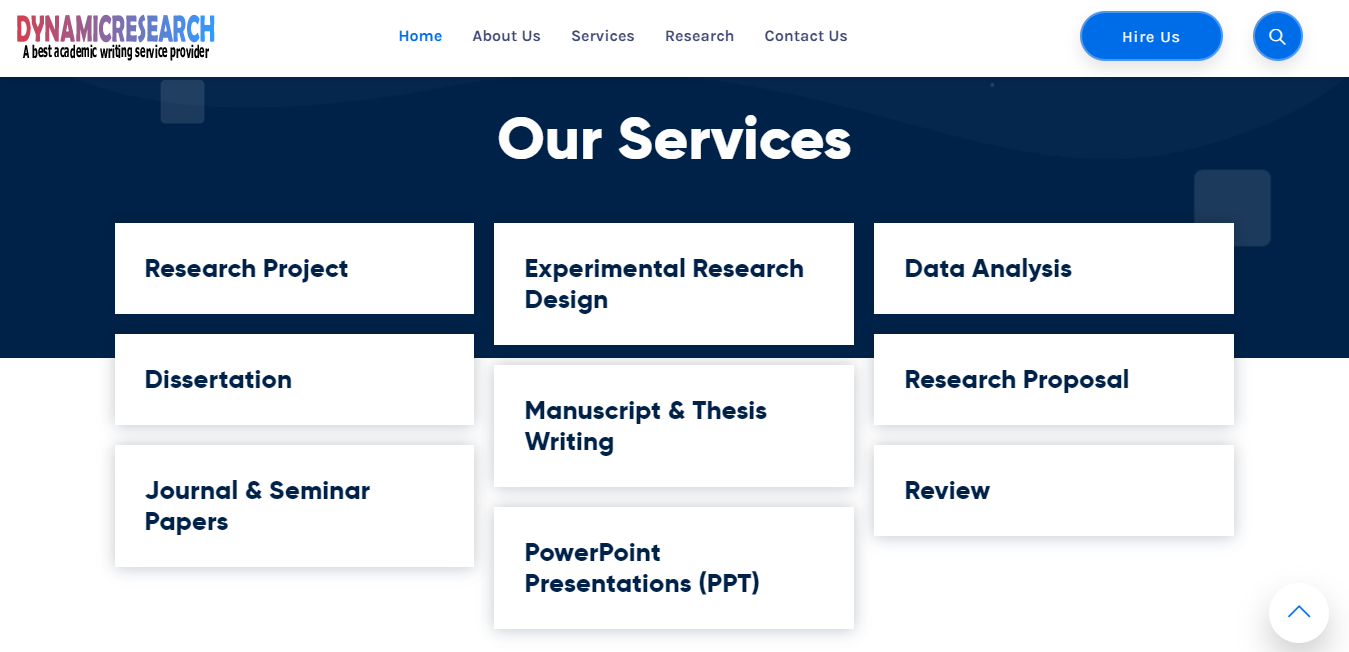 DYNAMICRESEARCH
A best academic writing service provider
Home About Us Services Research Contact Us
Hire Us
Our Services
Research Project
Experimental Research
Design
Data Analysis
Dissertation
Manuscript & Thesis
Writing
Research Proposal
Journal & Seminar
Papers
PowerPoint
Presentations (PPT)
Review